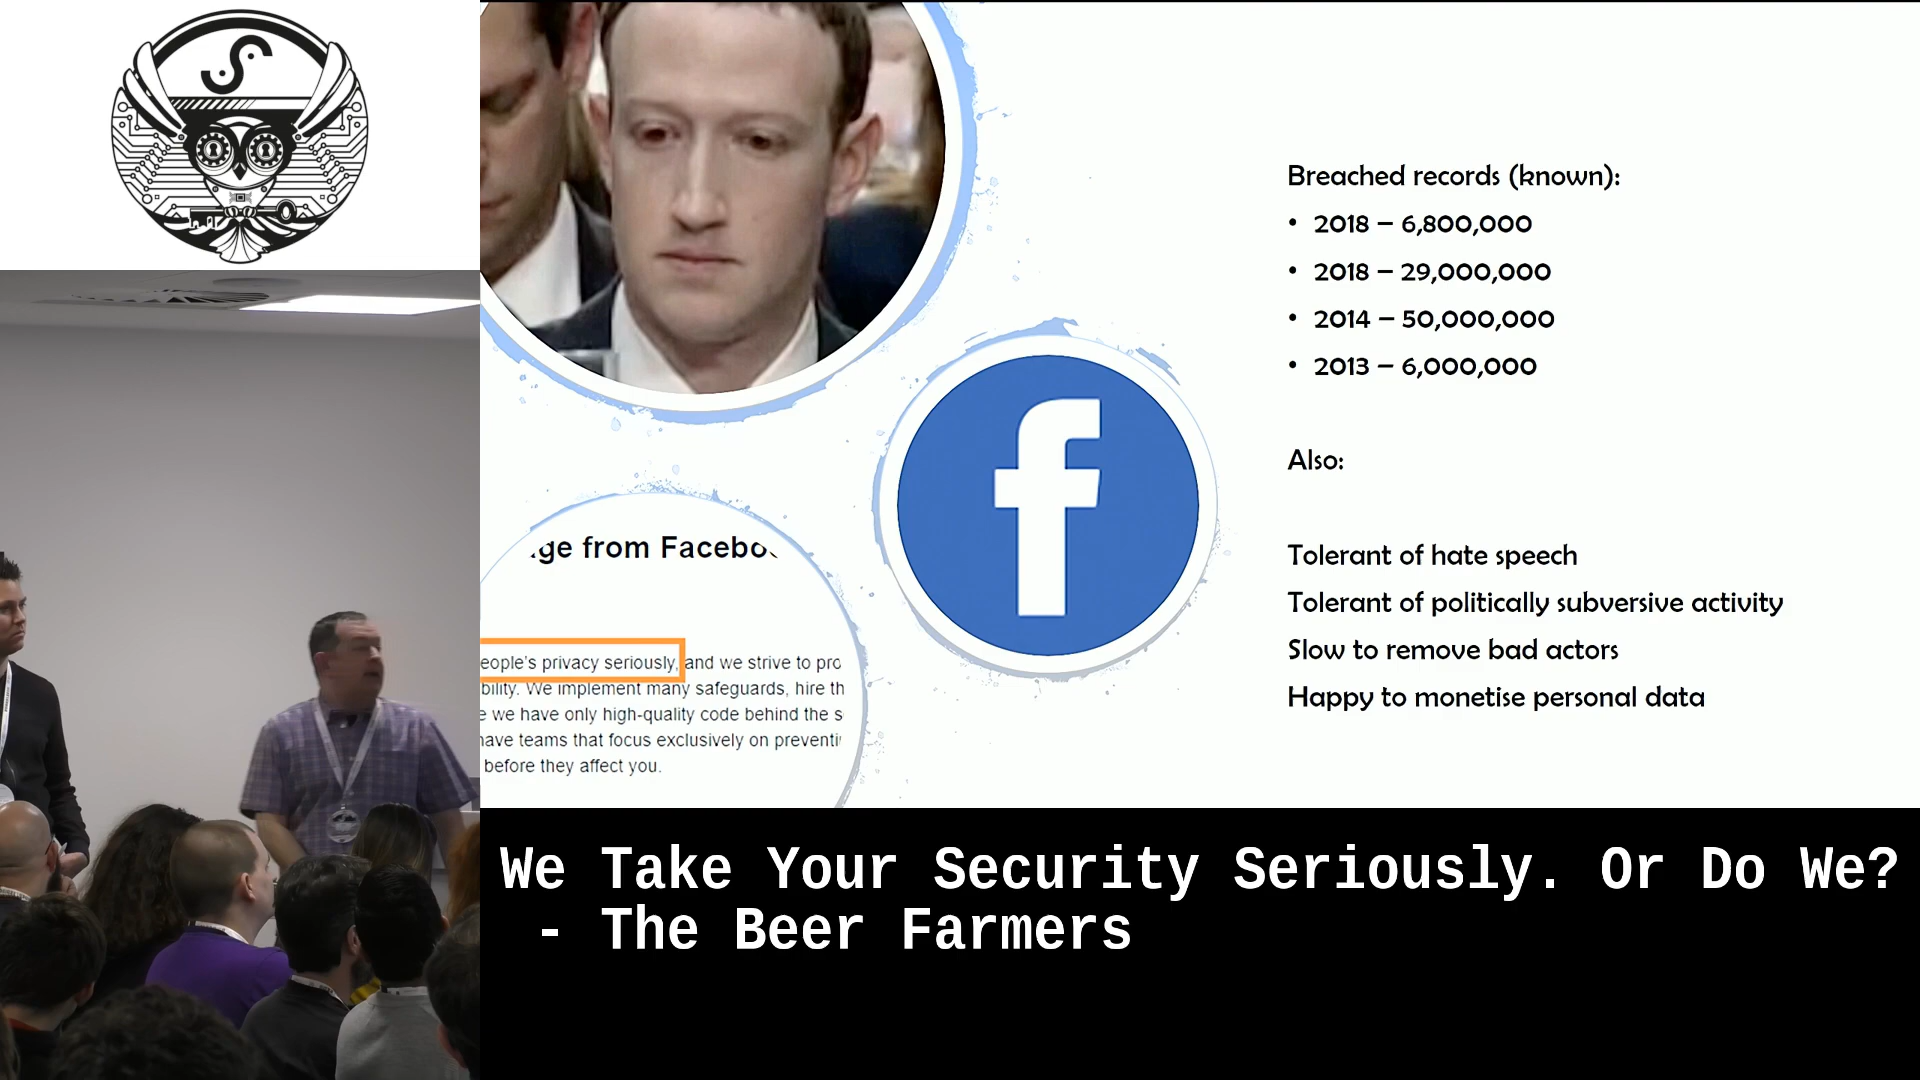 Breached records (known):
• 2018 – 6,800,000
• 2018 – 29,000,000
• 2014 – 50,000,000
• 2013 – 6,000,000
Also:
Tolerant of hate speech
Tolerant of politically subversive activity
Slow to remove bad actors
Happy to monetise personal data
from Facebo
privacy seriously, and we strive to pro
We implement many safeguards, hire th
e we have only high-quality code behind the s
have teams that focus exclusively on preventi
before they affect you.
We Take Your Security Seriously. Or Do We?
- The Beer Farmers